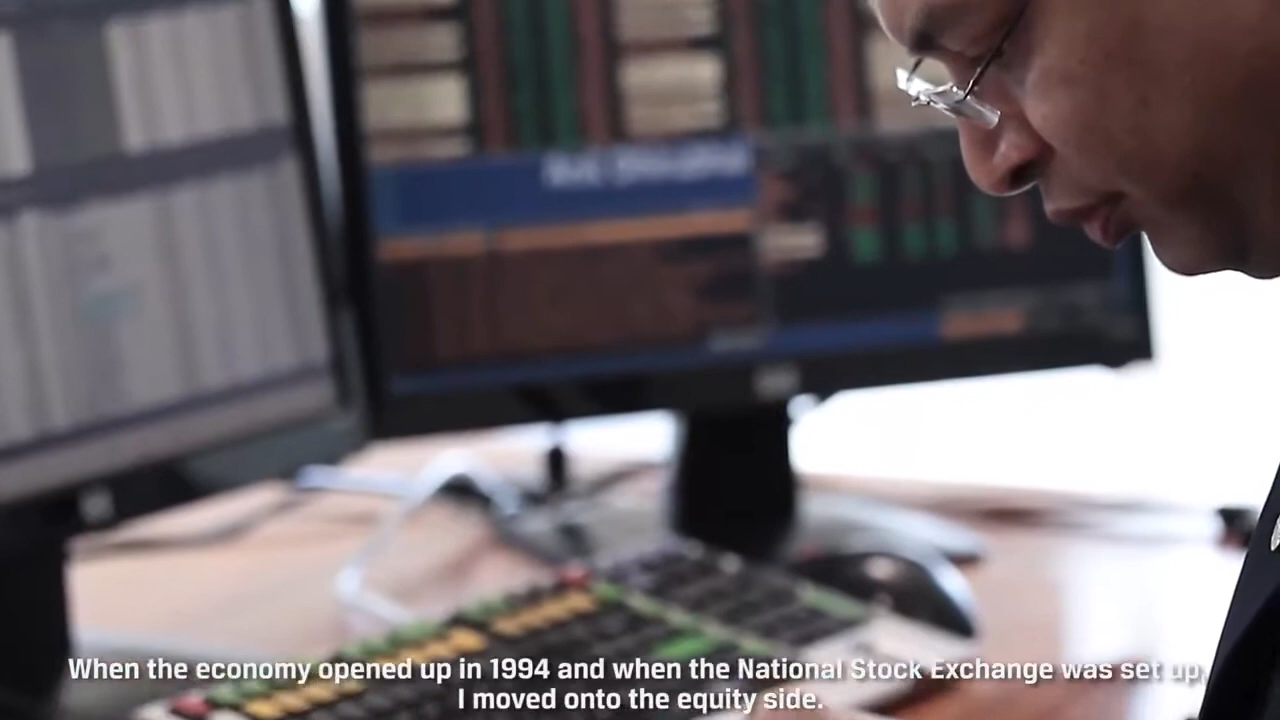 When the economy opened up in 1994 and when the National Stock Exchange was set up,
I moved onto the equity side.